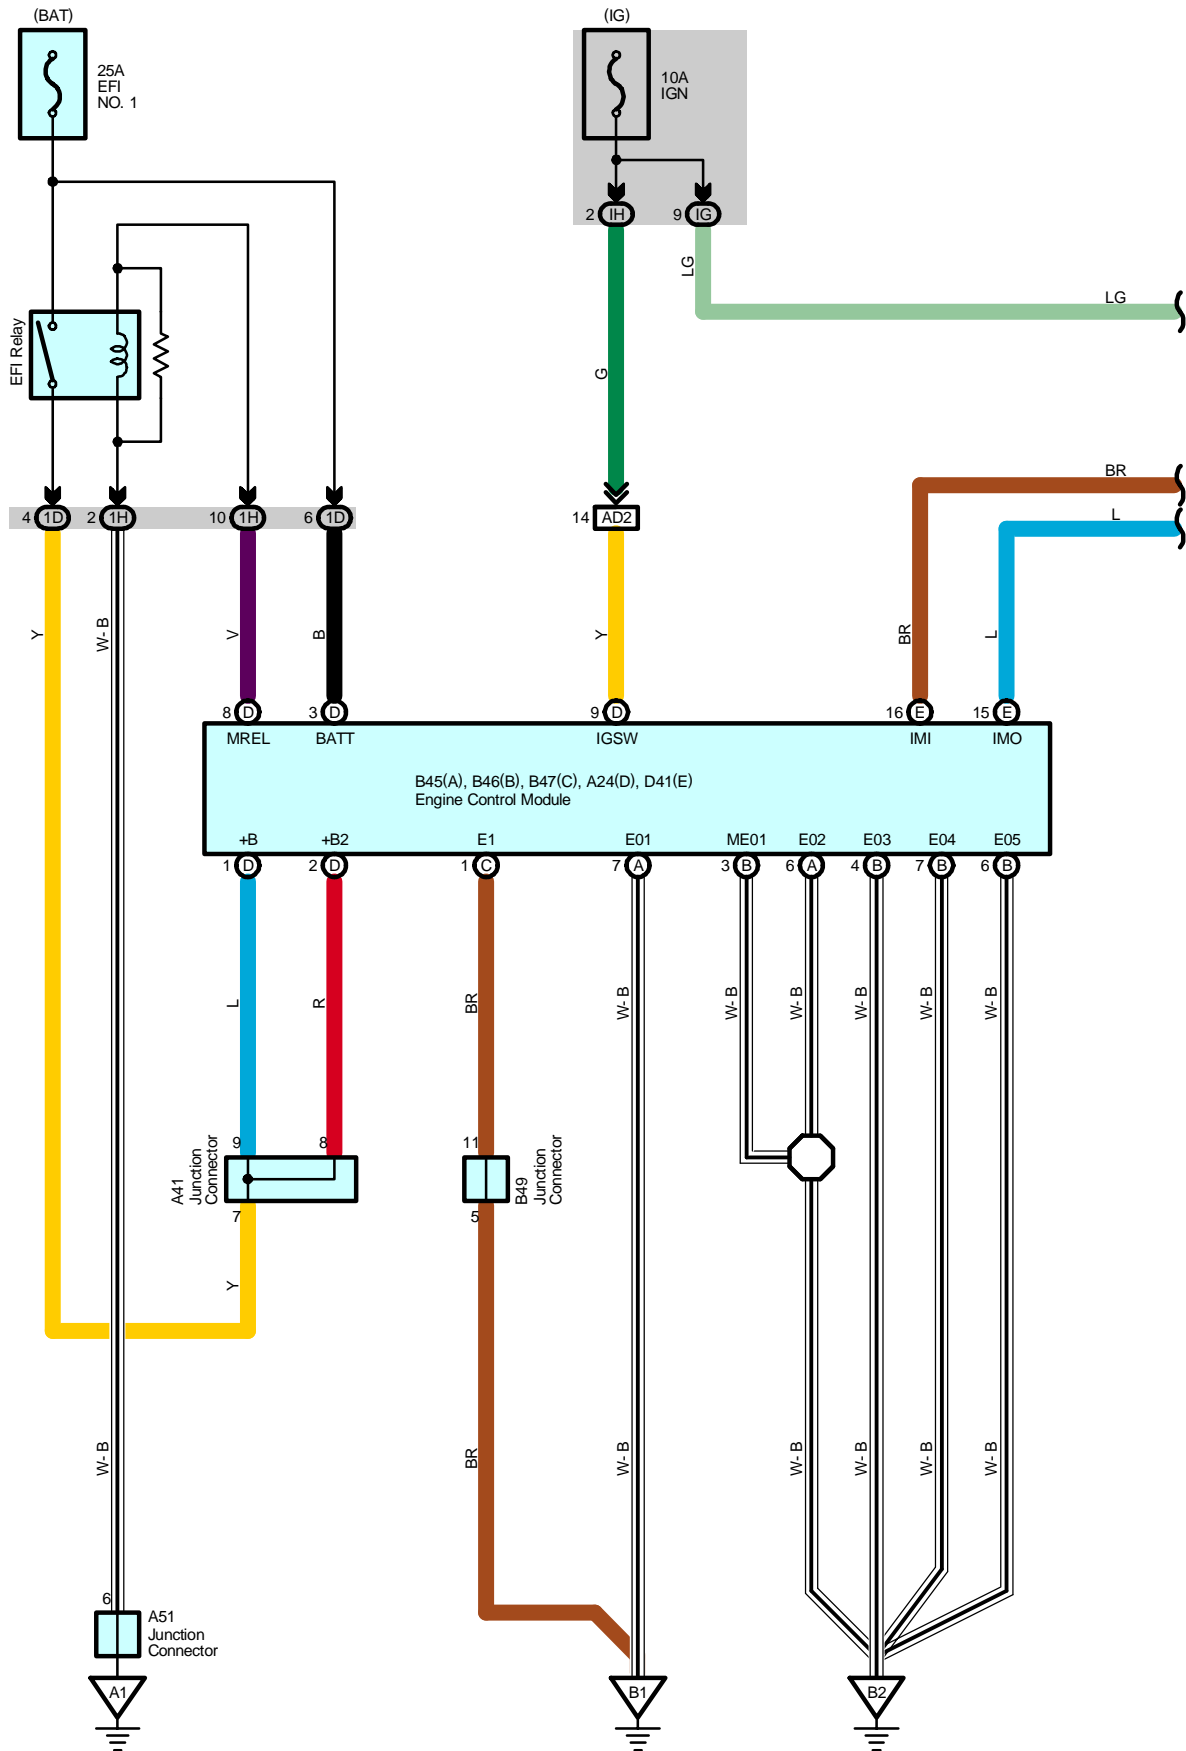 (BAT)
(IG)
25A
EFI
NO. 1
10A
IGN
2 IH
9 IG
LG
LG
EFI Relay
G
BR
L
4 1D
2 1H
10 1H
6 1D
14 AD2
Y
W- B
V
B
Y
BR
L
8 D
3 D
9 D
16 E
15 E
MREL
BATT
IGSW
IMI
IMO
B45(A), B46(B), B47(C), A24(D), D41(E)
Engine Control Module
+B
+B2
E1
E01
ME01
E02
E03
E04
E05
1 D
2 D
1 C
7 A
3 B
6 A
4 B
7 B
6 B
L
R
BR
W- B
W- B
W- B
W- B
W- B
W- B
9
8
11
A41
Junction
Connector
B49
Junction
Connector
7
5
Y
W- B
BR
W- B
W- B
W- B
W- B
W- B
6
A51
Junction
Connector
A1
B1
B2